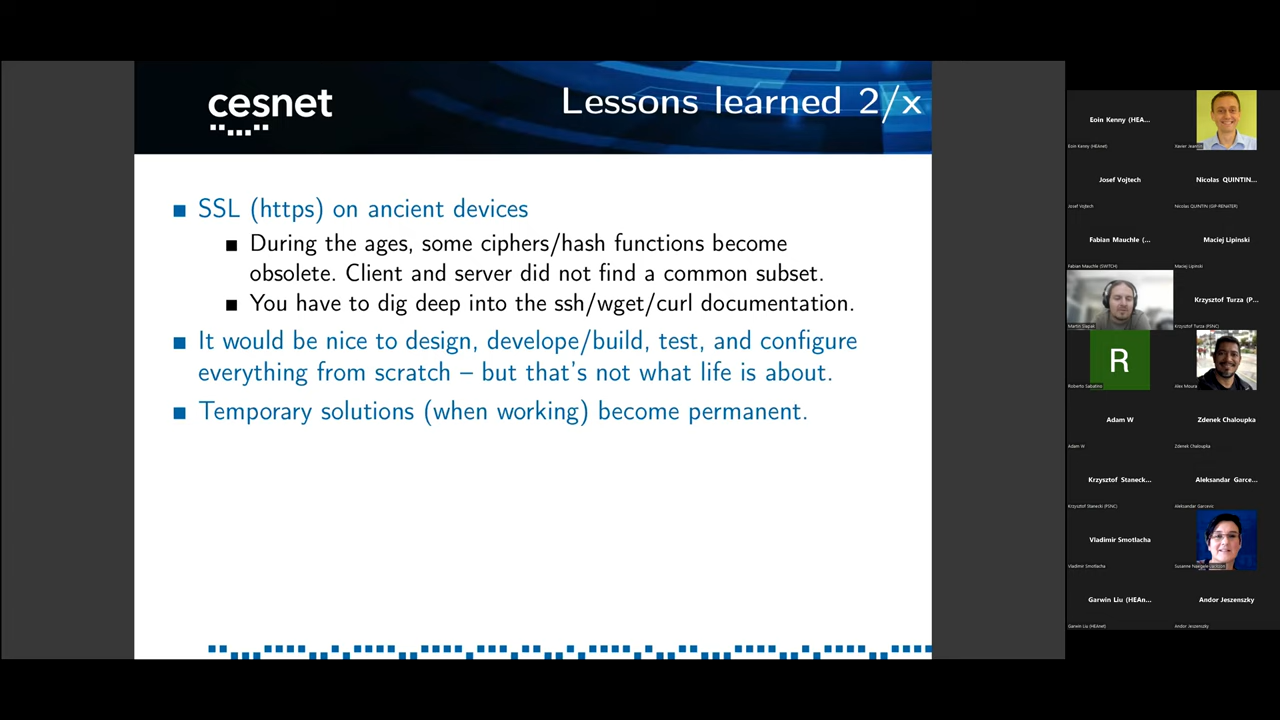 cesnet
Lessons learned 2/x
SSL (https) on ancient devices
During the ages, some ciphers/hash functions become
obsolete. Client and server did not find a common subset.
You have to dig deep into the ssh/wget/curl documentation.
It would be nice to design, develope/build, test, and configure
everything from scratch – but that's not what life is about.
Temporary solutions (when working) become permanent.
Eoin Kenny (HEA...
Eoin Kenny (HEAnet)
Xavier Jeannin
Josef Vojtech
Josef Vojtech
Nicolas QUINTIN...
Nicolas QUINTIN (GIP-RENATER)
Fabian Mauchle (...
Fabian Mauchle (SWITCH)
Maciej Lipinski
Maciej Lipinski
Martin Slapak
Krzysztof Turza (P...
Krzysztof Turza (PSNC)
R
Roberto Sabatino
Alex Moura
Adam W
Adam W
Zdenek Chaloupka
Zdenek Chaloupka
Krzysztof Staneck...
Krzysztof Stanecki (PSNC)
Aleksandar Garce...
Aleksandar Garcevic
Vladimir Smotlacha
Vladimir Smotlacha
Susanne
Garwin Liu (HEAn...
Garwin Liu (HEAnet)
Andor Jeszenszky
Andor Jeszenszky